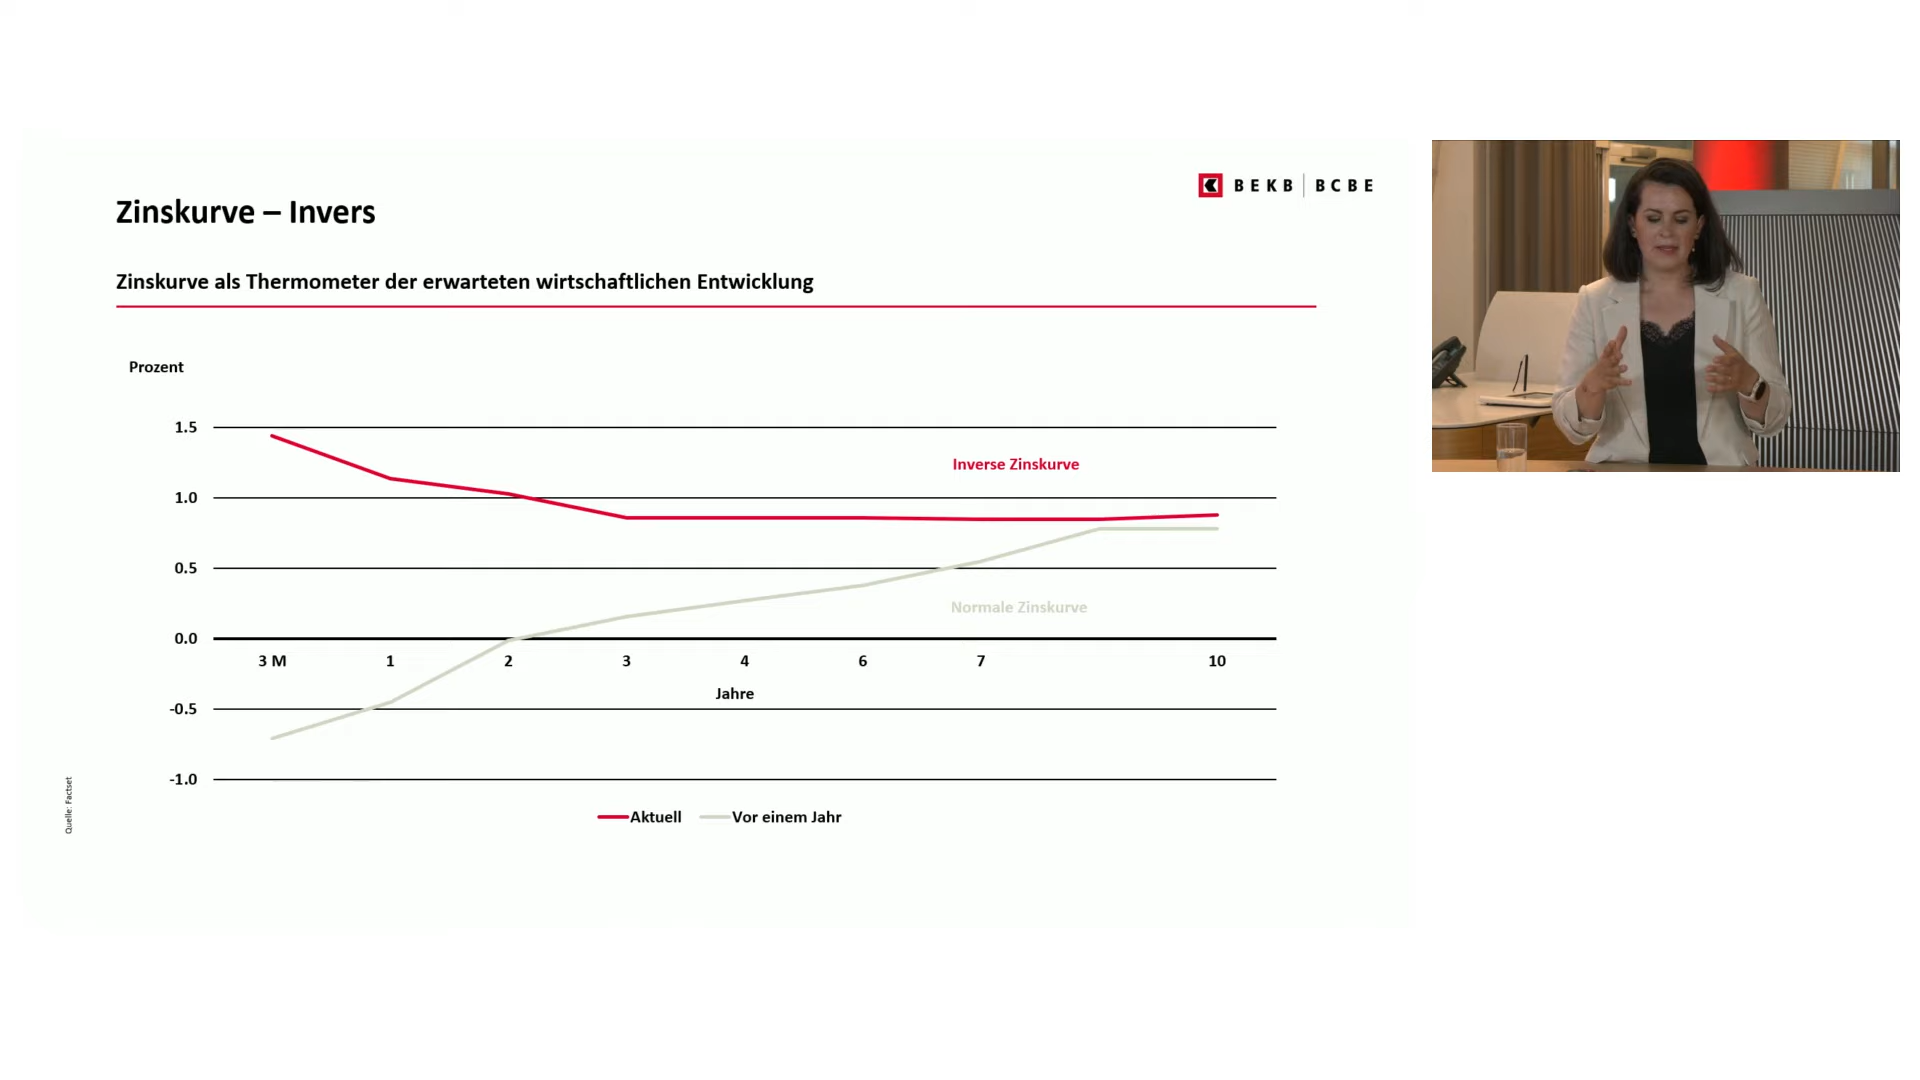 BEKB | BCBE
Zinskurve – Invers
Zinskurve als Thermometer der erwarteten wirtschaftlichen Entwicklung
Prozent
1.5
Inverse Zinskurve
1.0
0.5
Normale Zinskurve
0.0
3 M 1 2 3 4 6 7 10
Jahre
-0.5
-1.0
Quelle: Factset
Aktuell Vor einem Jahr